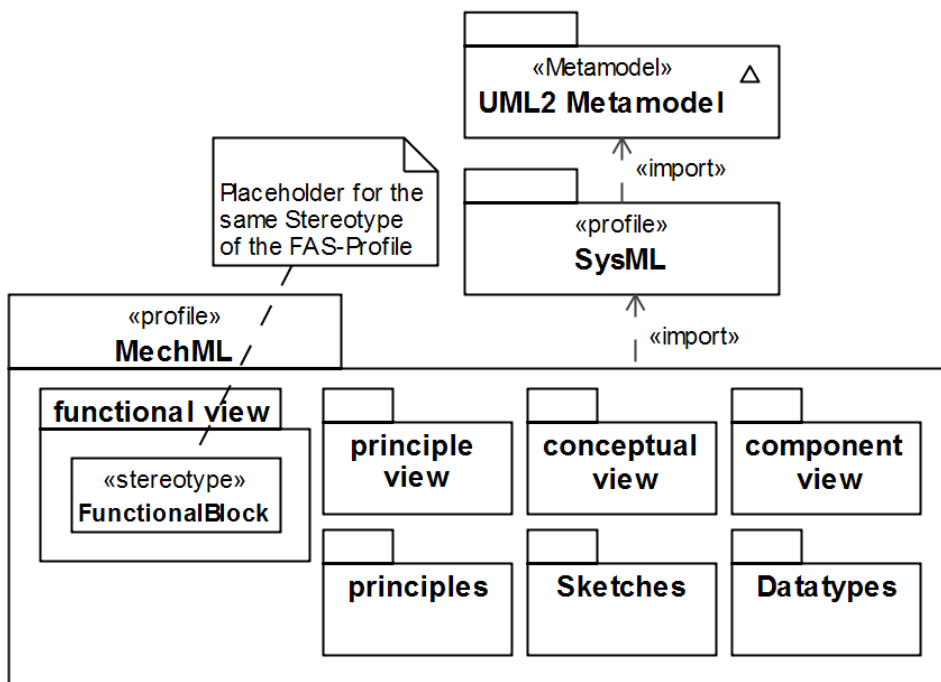 «Metamodel»
UML2 Metamodel
«import»
Placeholder for the
same Stereotype
of the FAS-Profile
«profile»
SysML
«import»
«profile»
MechML
functional view
«stereotype»
FunctionalBlock
principle
view
conceptual
view
component
view
principles
Sketches
Datatypes